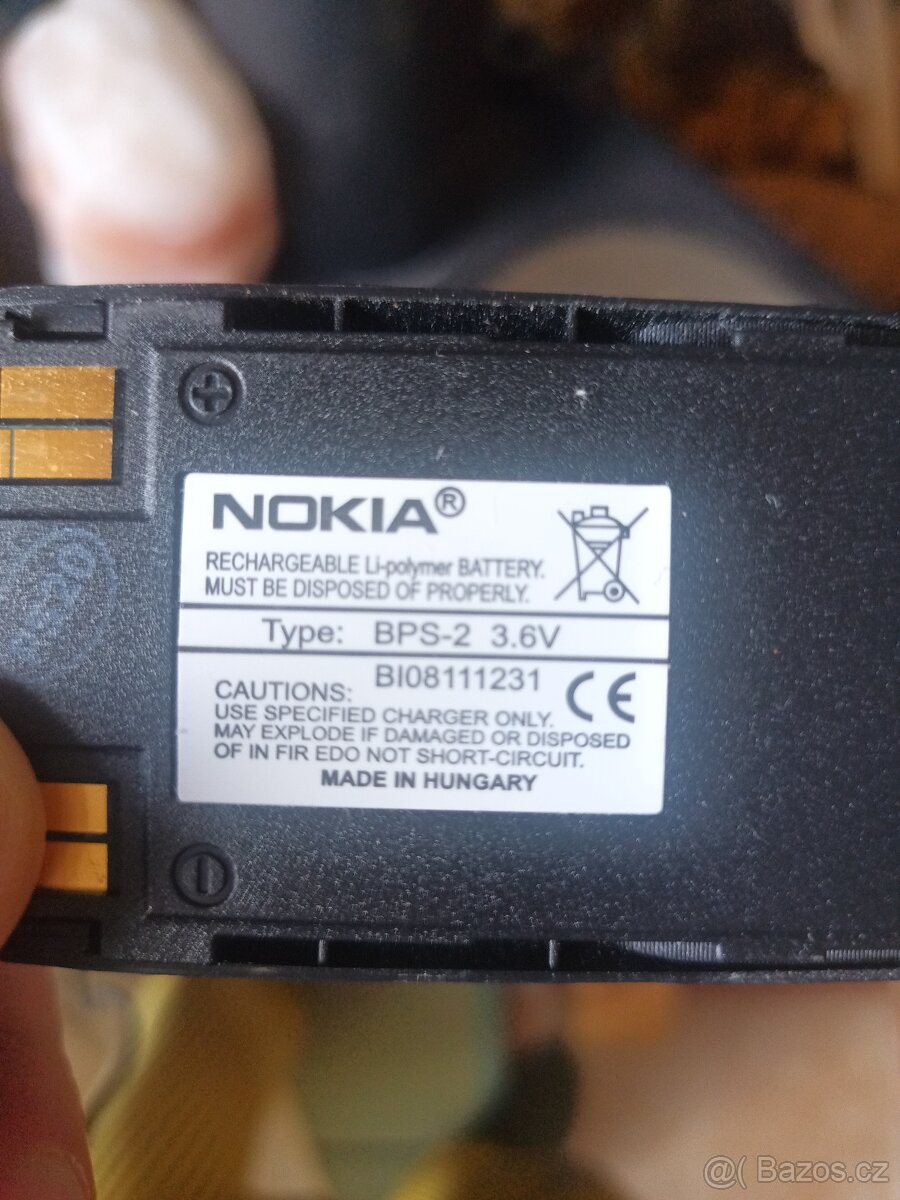 NOKIA®
RECHARGEABLE Li-polymer BATTERY.
MUST BE DISPOSED OF PROPERLY.
Type: BPS-2 3.6V
BI08111231
CE
CAUTIONS:
USE SPECIFIED CHARGER ONLY.
MAY EXPLODE IF DAMAGED OR DISPOSED
OF IN FIR EDO NOT SHORT-CIRCUIT.
MADE IN HUNGARY
@( Bazos.cz